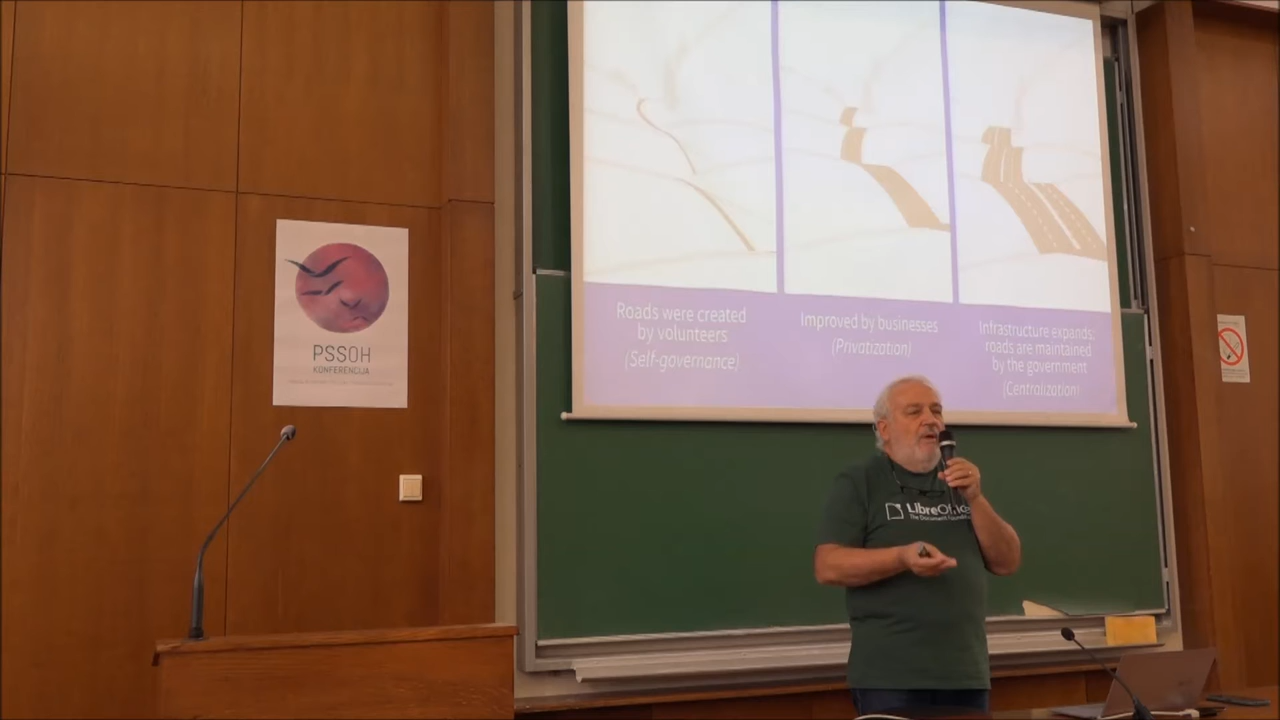 PSSOH
KONFERENCIJA
Roads were created
by volunteers
(Self-governance)
Improved by businesses
(Privatization)
Infrastructure expands:
roads are maintained
by the government
(Centralization)
LibreOffice
The Document Foundation